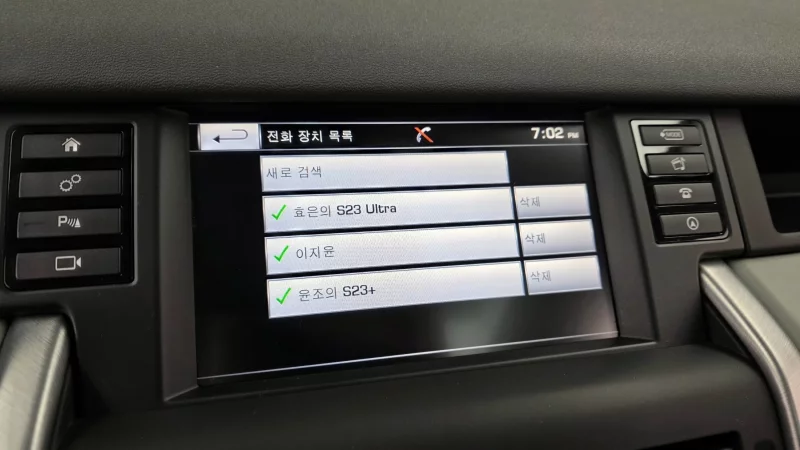 전화 장치 목록
7:02 PM
새로 검색
효은의 S23 Ultra 삭제
이지윤 삭제
윤조의 S23+ 삭제
P
MODE